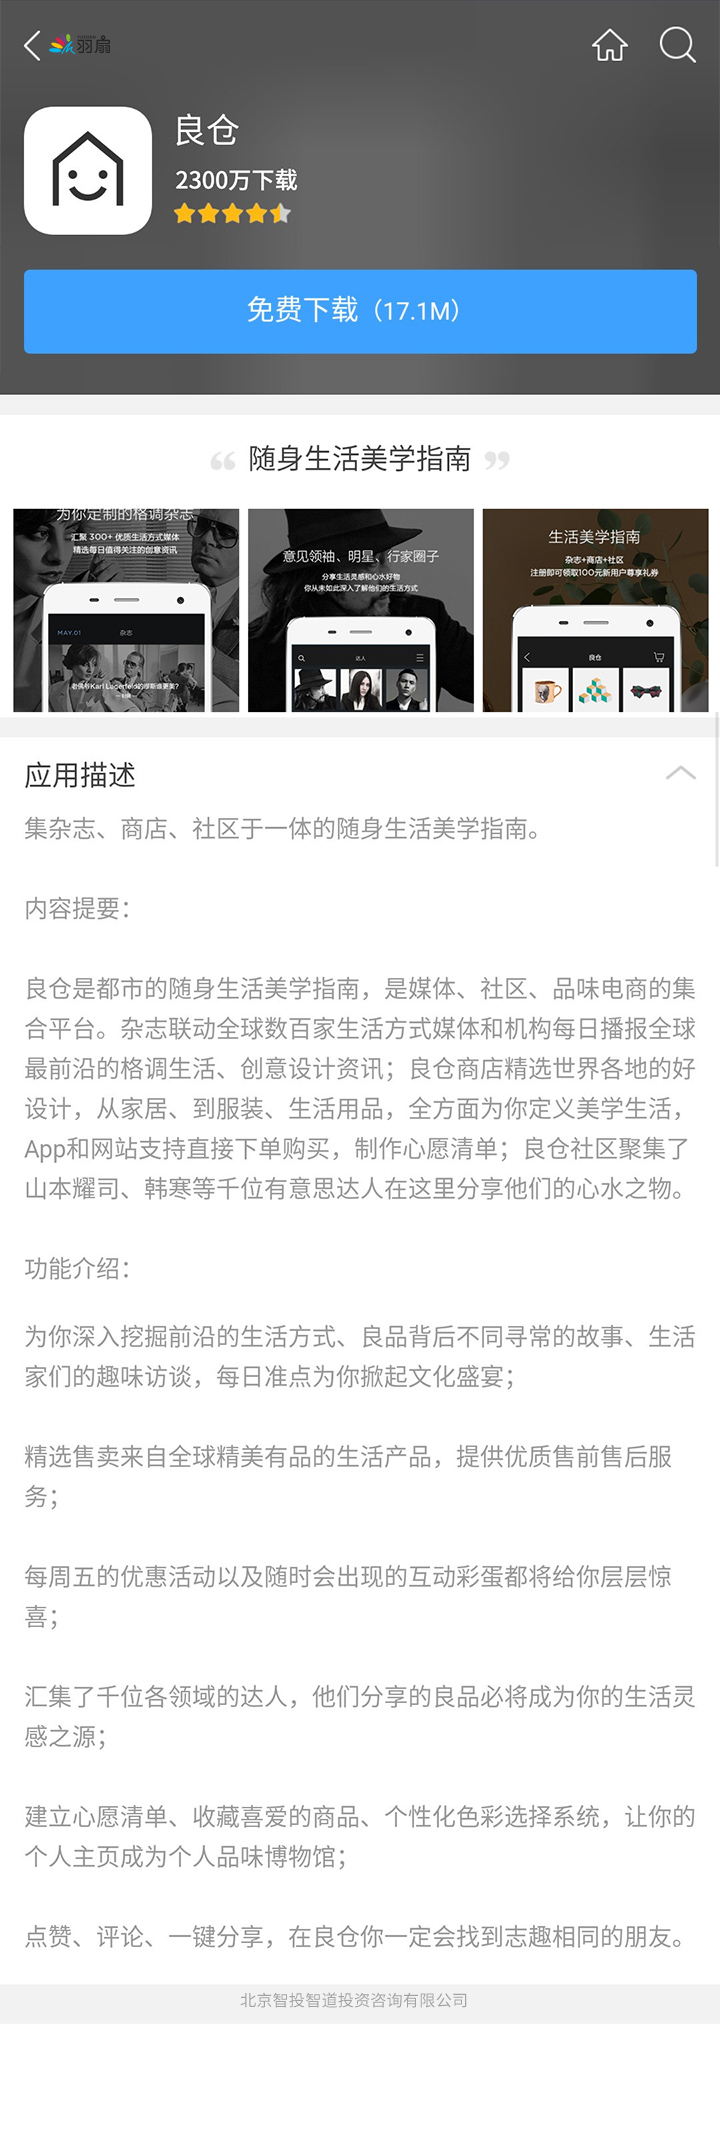 羽扇
良仓
2300万下载
免费下载（17.1M）
随身生活美学指南
为你定制的格调杂志
汇聚 300+ 优质生活方式媒体
精选每日值得关注的创意资讯
MAY.01
杂志
老佛爷Karl Lagerfeld的缪斯谁更美?
意见领袖、明星、行家圈子
分享生活灵感和心水好物
你从未如此深入了解他们的生活方式
达人
生活美学指南
杂志+商店+社区
注册即可领取100元新用户尊享礼券
良仓
应用描述
集杂志、商店、社区于一体的随身生活美学指南。
内容提要：
良仓是都市的随身生活美学指南，是媒体、社区、品味电商的集
合平台。杂志联动全球数百家生活方式媒体和机构每日播报全球
最前沿的格调生活、创意设计资讯；良仓商店精选世界各地的好
设计，从家居、到服装、生活用品，全方面为你定义美学生活，
App和网站支持直接下单购买，制作心愿清单；良仓社区聚集了
山本耀司、韩寒等千位有意思达人在这里分享他们的心水之物。
功能介绍：
为你深入挖掘前沿的生活方式、良品背后不同寻常的故事、生活
家们的趣味访谈，每日准点为你掀起文化盛宴；
精选售卖来自全球精美有品的生活产品，提供优质售前售后服
务；
每周五的优惠活动以及随时会出现的互动彩蛋都将给你层层惊
喜；
汇集了千位各领域的达人，他们分享的良品必将成为你的生活灵
感之源；
建立心愿清单、收藏喜爱的商品、个性化色彩选择系统，让你的
个人主页成为个人品味博物馆；
点赞、评论、一键分享，在良仓你一定会找到志趣相同的朋友。
北京智投智道投资咨询有限公司